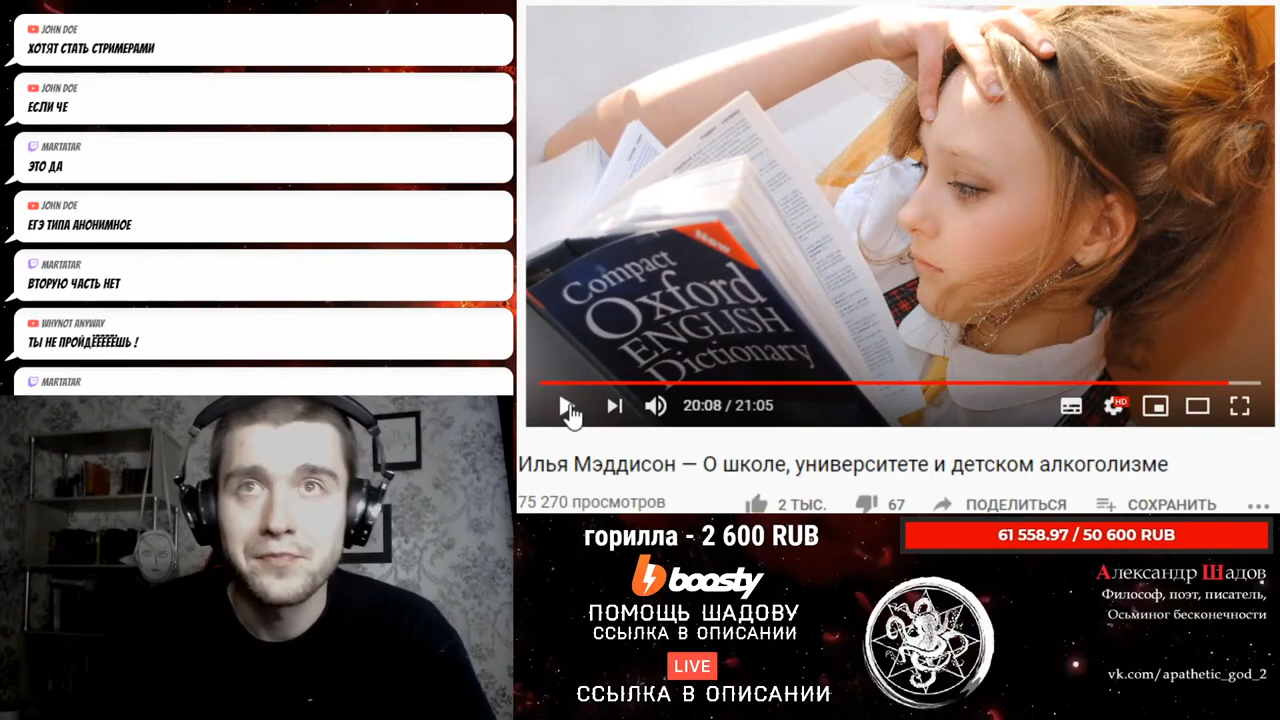 JOHN DOE
ХОТЯТ СТАТЬ СТРИМЕРАМИ
JOHN DOE
ЕСЛИ ЧЕ
MARTATAR
ЭТО ДА
JOHN DOE
ЕГЭ ТИПА АНОНИМНОЕ
MARTATAR
ВТОРУЮ ЧАСТЬ НЕТ
WHYNOT ANYWAY
ТЫ НЕ ПРОЙДЁЁЁЁЁШЬ !
MARTATAR
New
Compact
Oxford
ENGLISH
Dictionary
20:08 / 21:05
HD
Илья Мэддисон — О школе, университете и детском алкоголизме
75 270 просмотров
2 ТЫС.
67
ПОДЕЛИТЬСЯ
СОХРАНИТЬ
горилла - 2 600 RUB
boosty
ПОМОЩЬ ШАДОВУ
ССЫЛКА В ОПИСАНИИ
LIVE
ССЫЛКА В ОПИСАНИИ
61 558.97 / 50 600 RUB
Александр Шадов
Философ, поэт, писатель,
Осьминог бесконечности
vk.com/apathetic_god_2